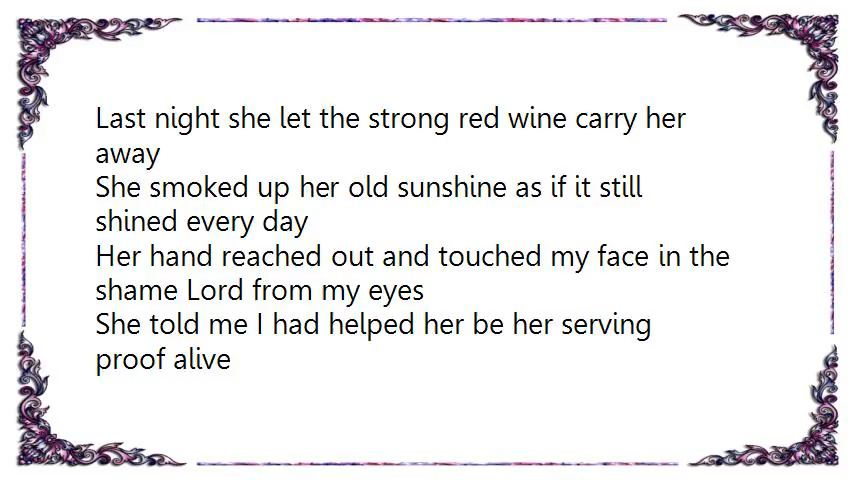 Last night she let the strong red wine carry her
away
She smoked up her old sunshine as if it still
shined every day
Her hand reached out and touched my face in the
shame Lord from my eyes
She told me I had helped her be her serving
proof alive